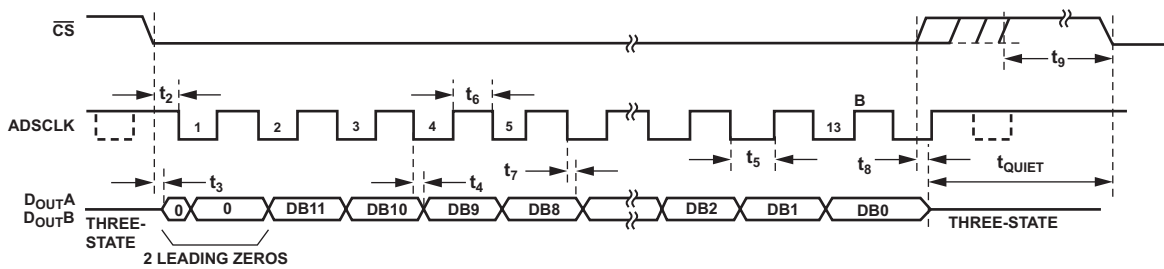 CS
t9
t2
t6
B
ADSCLK
1
2
3
4
5
13
t5
t8
tQUIET
t3
t4
t7
DOUTA
DOUTB
0
0
DB11
DB10
DB9
DB8
DB2
DB1
DB0
THREE-
STATE
THREE-STATE
2 LEADING ZEROS